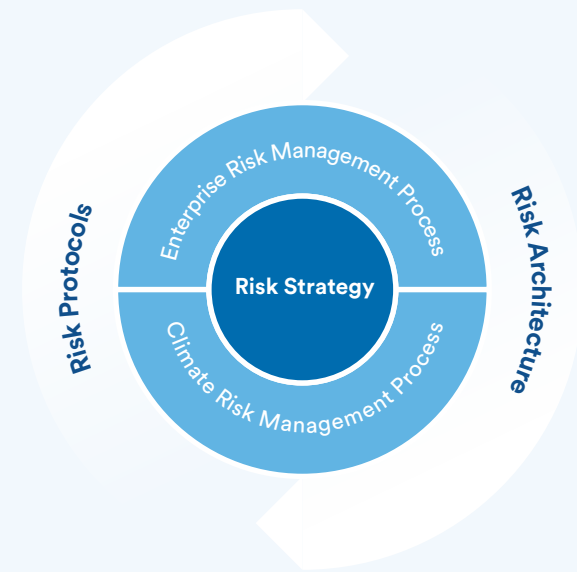 Enterprise Risk Management Process
Risk Protocols
Risk Strategy
Risk Architecture
Climate Risk Management Process